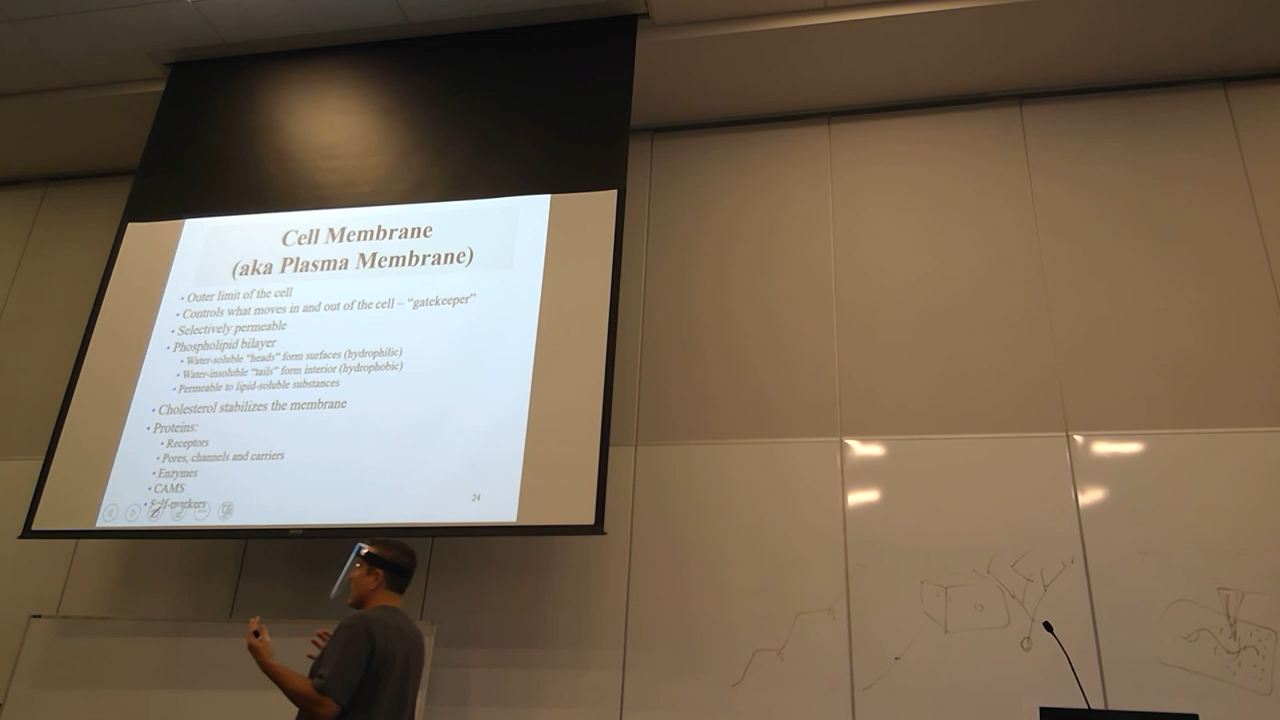 Cell Membrane
(aka Plasma Membrane)
• Outer limit of the cell
• Controls what moves in and out of the cell – “gatekeeper”
• Selectively permeable
• Phospholipid bilayer
• Water-soluble “heads” form surfaces (hydrophilic)
• Water-insoluble “tails” form interior (hydrophobic)
• Permeable to lipid-soluble substances
• Cholesterol stabilizes the membrane
• Proteins:
• Receptors
• Pores, channels and carriers
• Enzymes
• CAMS
• Self-markers
24